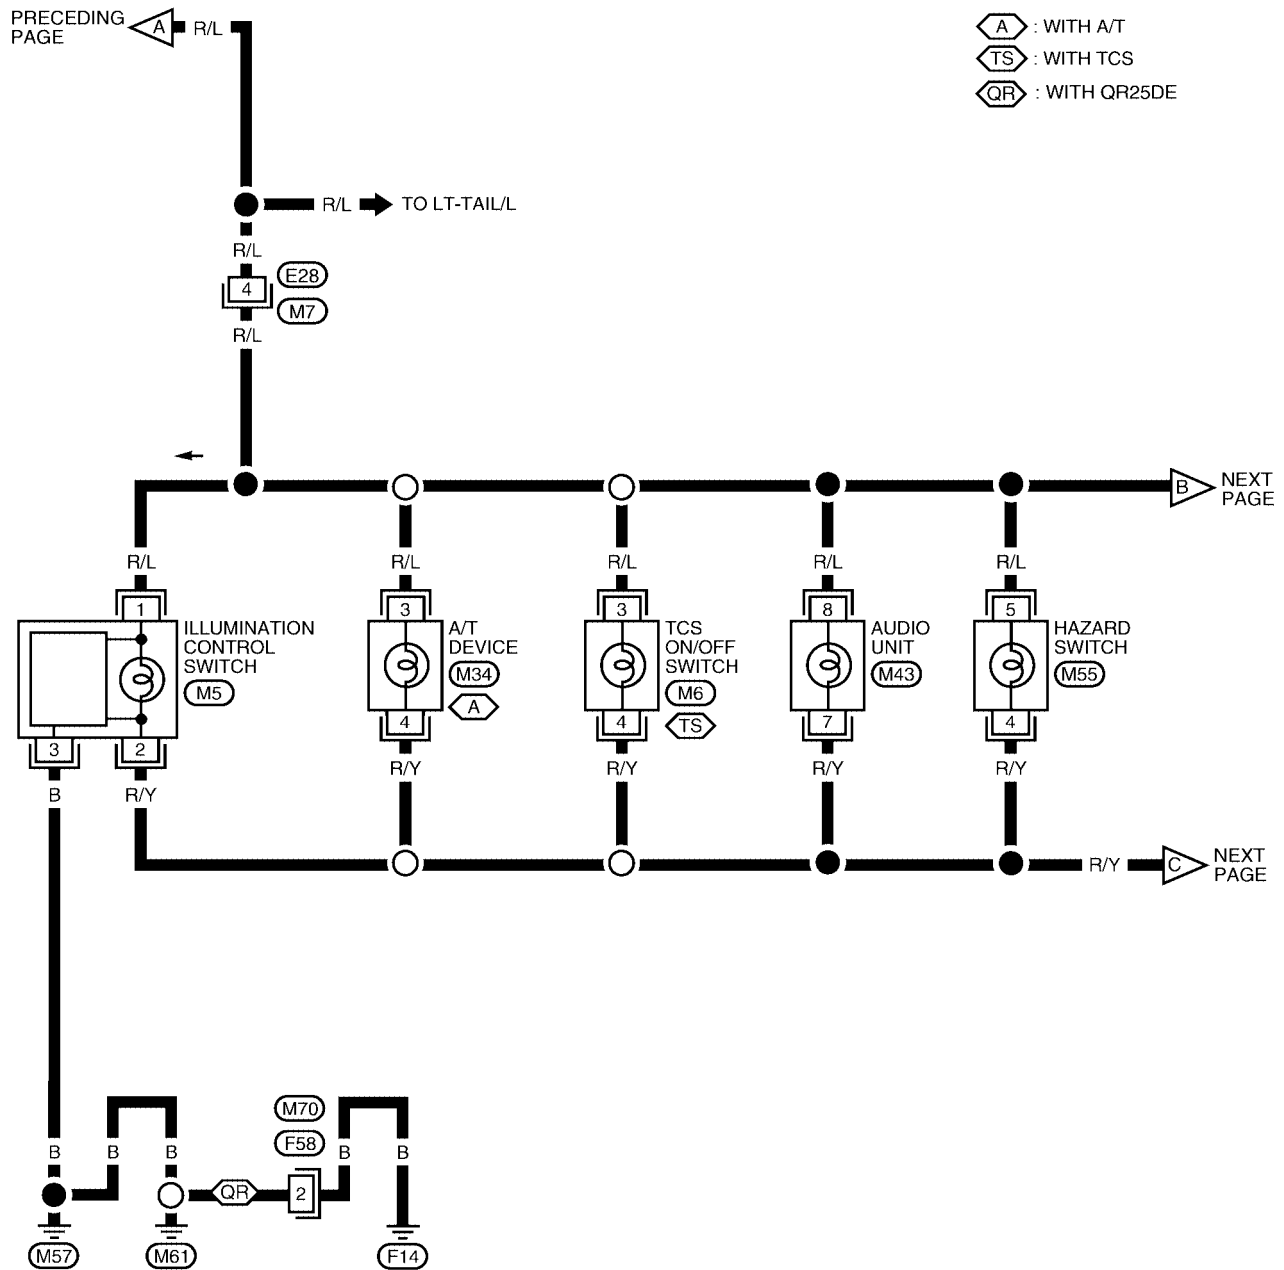 PRECEDING
PAGE
A
R/L
A : WITH A/T
TS : WITH TCS
QR : WITH QR25DE
R/L
TO LT-TAIL/L
R/L
E28
4
M7
R/L
B
NEXT
PAGE
R/L
R/L
R/L
R/L
R/L
1
3
3
8
5
ILLUMINATION
CONTROL
SWITCH
M5
A/T
DEVICE
M34
A
TCS
ON/OFF
SWITCH
M6
TS
AUDIO
UNIT
M43
HAZARD
SWITCH
M55
3
2
4
4
7
4
B
R/Y
R/Y
R/Y
R/Y
R/Y
R/Y
C
NEXT
PAGE
M70
F58
B
B
B
B
B
QR
2
M57
M61
F14